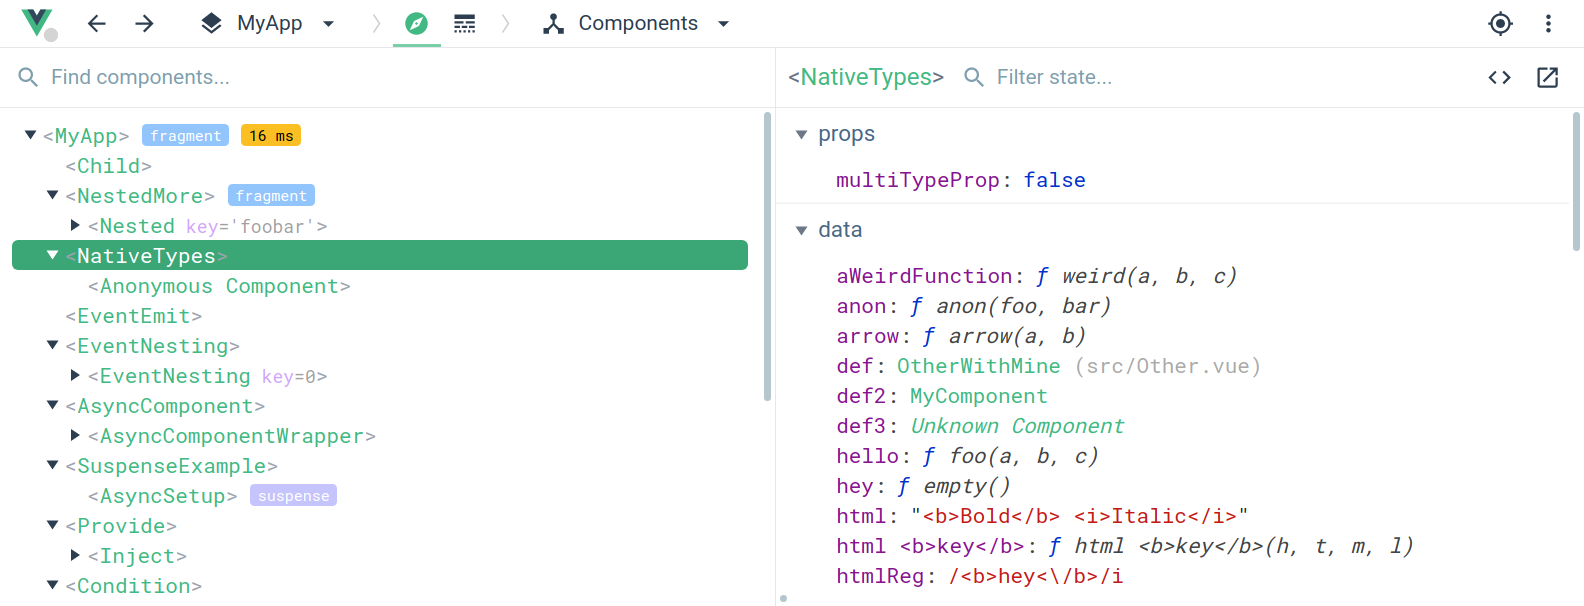 MyApp
Components
Find components...
<MyApp> fragment 16 ms
<Child>
<NestedMore> fragment
<Nested key='foobar'>
<NativeTypes>
<Anonymous Component>
<EventEmit>
<EventNesting>
<EventNesting key=0>
<AsyncComponent>
<AsyncComponentWrapper>
<SuspenseExample>
<AsyncSetup> suspense
<Provide>
<Inject>
<Condition>
<NativeTypes>
Filter state...
props
multiTypeProp: false
data
aWeirdFunction: ƒ weird(a, b, c)
anon: ƒ anon(foo, bar)
arrow: ƒ arrow(a, b)
def: OtherWithMine (src/Other.vue)
def2: MyComponent
def3: Unknown Component
hello: ƒ foo(a, b, c)
hey: ƒ empty()
html: "<b>Bold</b> <i>Italic</i>"
html <b>key</b>: ƒ html <b>key</b>(h, t, m, l)
htmlReg: /<b>hey<\/b>/i